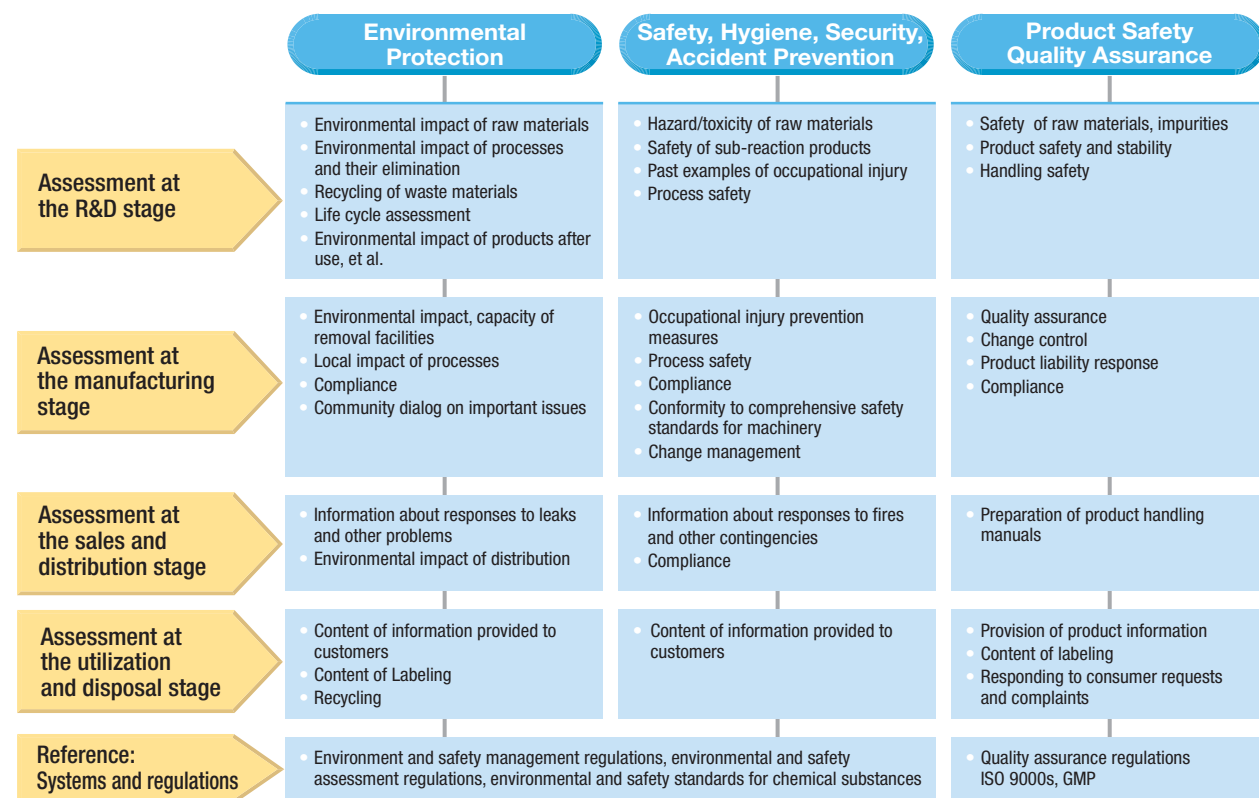 Environmental
Protection
Safety, Hygiene, Security,
Accident Prevention
Product Safety
Quality Assurance
Assessment at
the R&D stage
• Environmental impact of raw materials
• Environmental impact of processes
and their elimination
• Recycling of waste materials
• Life cycle assessment
• Environmental impact of products after
use, et al.
• Hazard/toxicity of raw materials
• Safety of sub-reaction products
• Past examples of occupational injury
• Process safety
• Safety of raw materials, impurities
• Product safety and stability
• Handling safety
Assessment at
the manufacturing
stage
• Environmental impact, capacity of
removal facilities
• Local impact of processes
• Compliance
• Community dialog on important issues
• Occupational injury prevention
measures
• Process safety
• Compliance
• Conformity to comprehensive safety
standards for machinery
• Change management
• Quality assurance
• Change control
• Product liability response
• Compliance
Assessment at
the sales and
distribution stage
• Information about responses to leaks
and other problems
• Environmental impact of distribution
• Information about responses to fires
and other contingencies
• Compliance
• Preparation of product handling
manuals
Assessment at
the utilization
and disposal stage
• Content of information provided to
customers
• Content of Labeling
• Recycling
• Content of information provided to
customers
• Provision of product information
• Content of labeling
• Responding to consumer requests
and complaints
Reference:
Systems and regulations
• Environment and safety management regulations, environmental and safety
assessment regulations, environmental and safety standards for chemical substances
• Quality assurance regulations
ISO 9000s, GMP